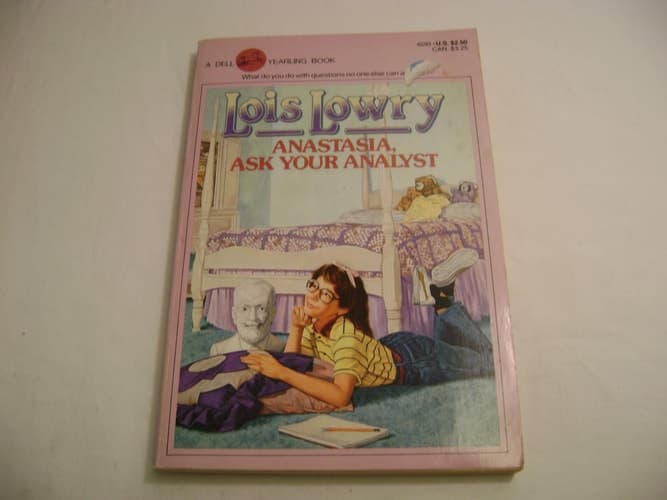 A DELL YEARLING BOOK
40289 • U.S. $2.50
CAN. $3.25
What do you do with questions no one else can a
Lois Lowry
ANASTASIA,
ASK YOUR ANALYST